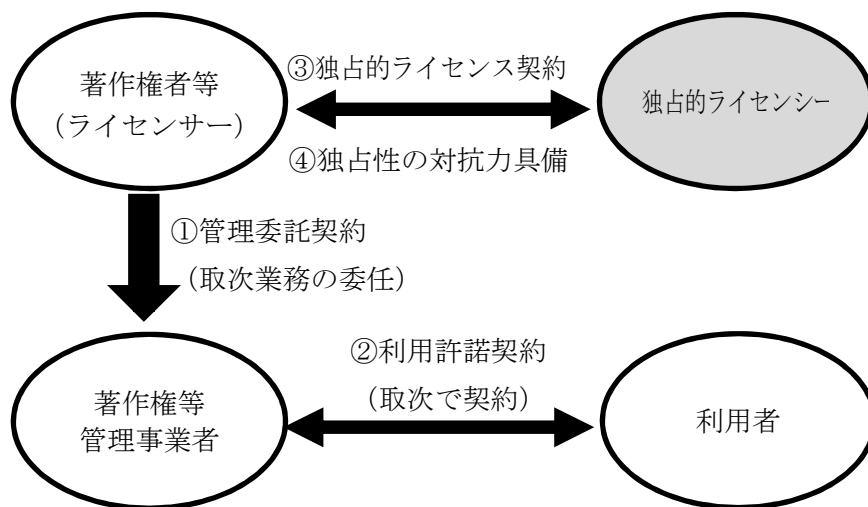 著作権者等
（ライセンサー）
③独占的ライセンス契約
④独占性の対抗力具備
独占的ライセンシー
①管理委託契約
（取次業務の委任）
著作権等
管理事業者
②利用許諾契約
（取次で契約）
利用者